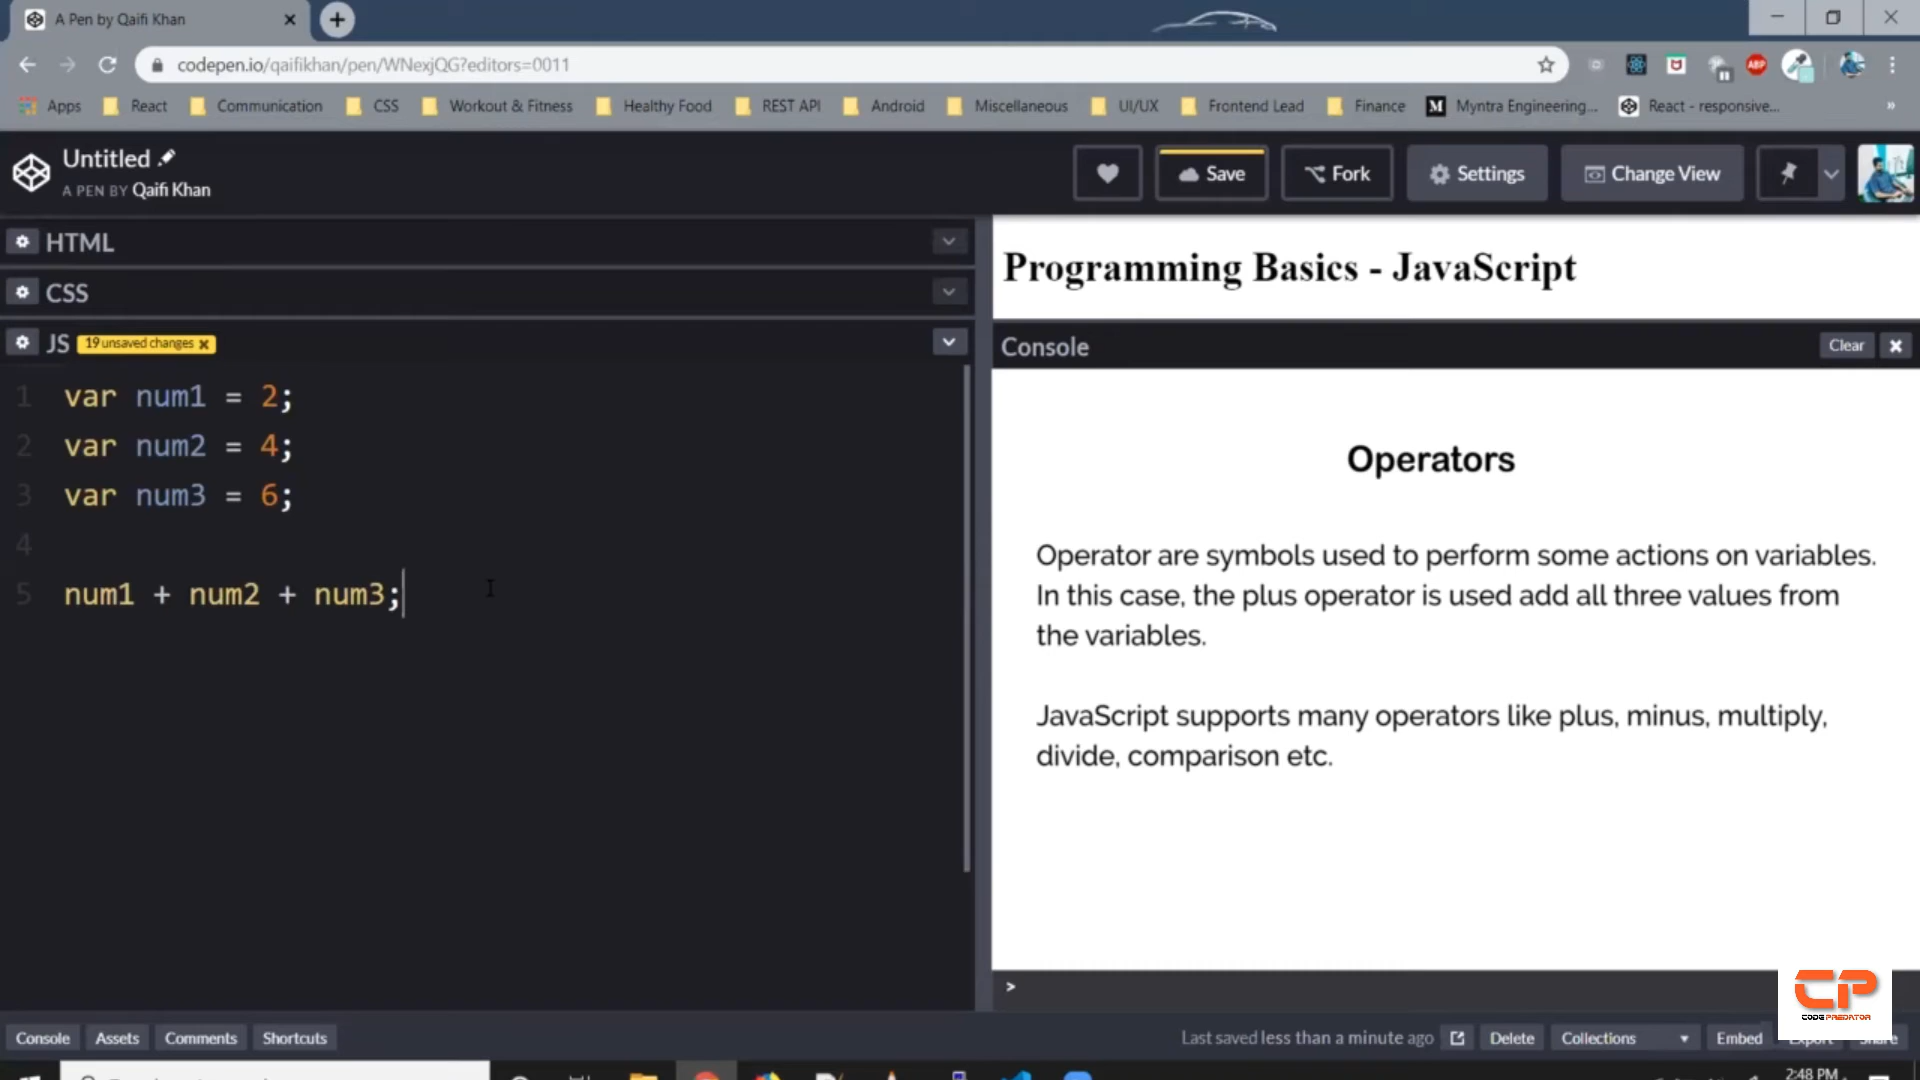 A Pen by Qaifi Khan
codepen.io/qaifikhan/pen/WNexjQG?editors=0011
Apps React Communication CSS Workout & Fitness Healthy Food REST API Android Miscellaneous UI/UX Frontend Lead Finance M Myntra Engineering... React - responsive... »
Untitled
A PEN BY Qaifi Khan
Save Fork Settings Change View
HTML
CSS
JS 19 unsaved changes x
1 var num1 = 2;
2 var num2 = 4;
3 var num3 = 6;
4
5 num1 + num2 + num3;
Programming Basics - JavaScript
Console Clear
Operators
Operator are symbols used to perform some actions on variables.
In this case, the plus operator is used add all three values from
the variables.
JavaScript supports many operators like plus, minus, multiply,
divide, comparison etc.
>
CP
CODE PREDATOR
Console Assets Comments Shortcuts Last saved less than a minute ago Delete Collections Embed Export Share
2:48 PM